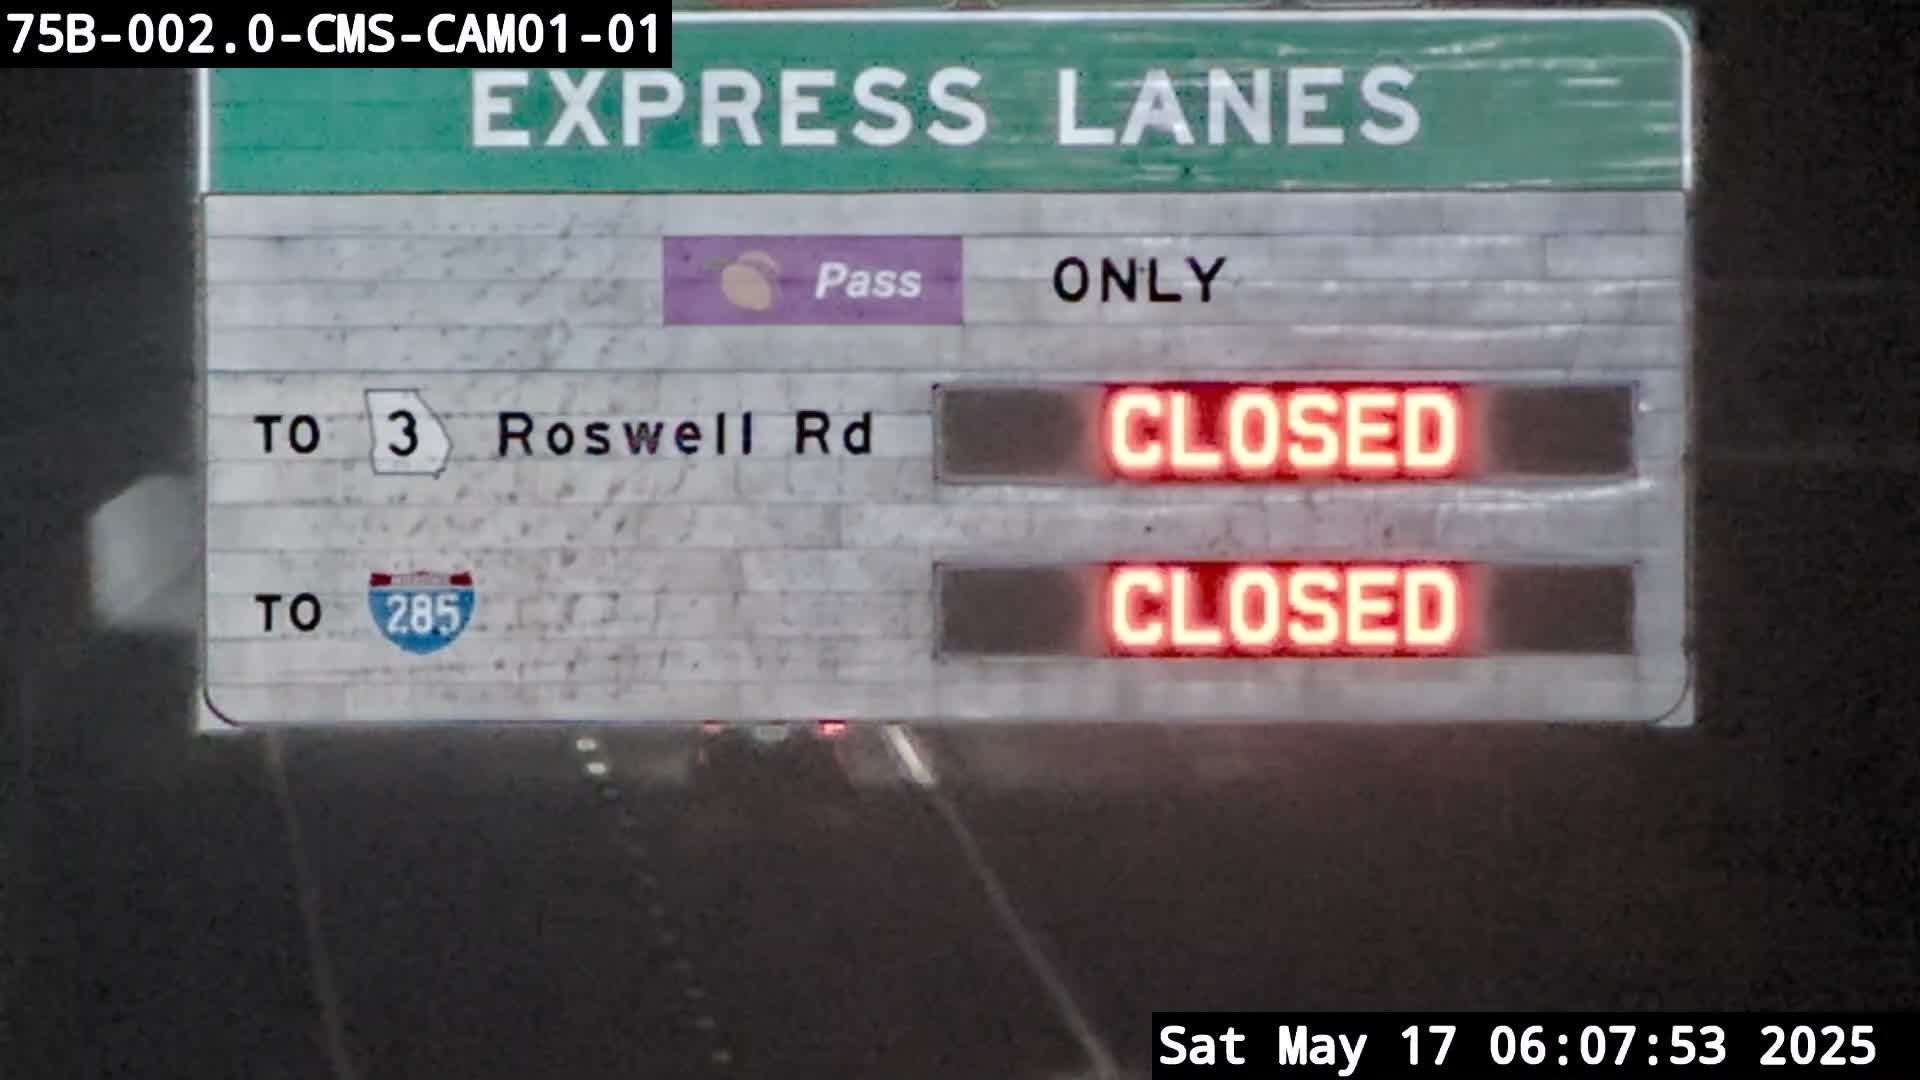 75B-002.0-CMS-CAM01-01
EXPRESS LANES
Pass ONLY
TO 3 Roswell Rd CLOSED
TO 285 CLOSED
Sat May 17 06:07:53 2025